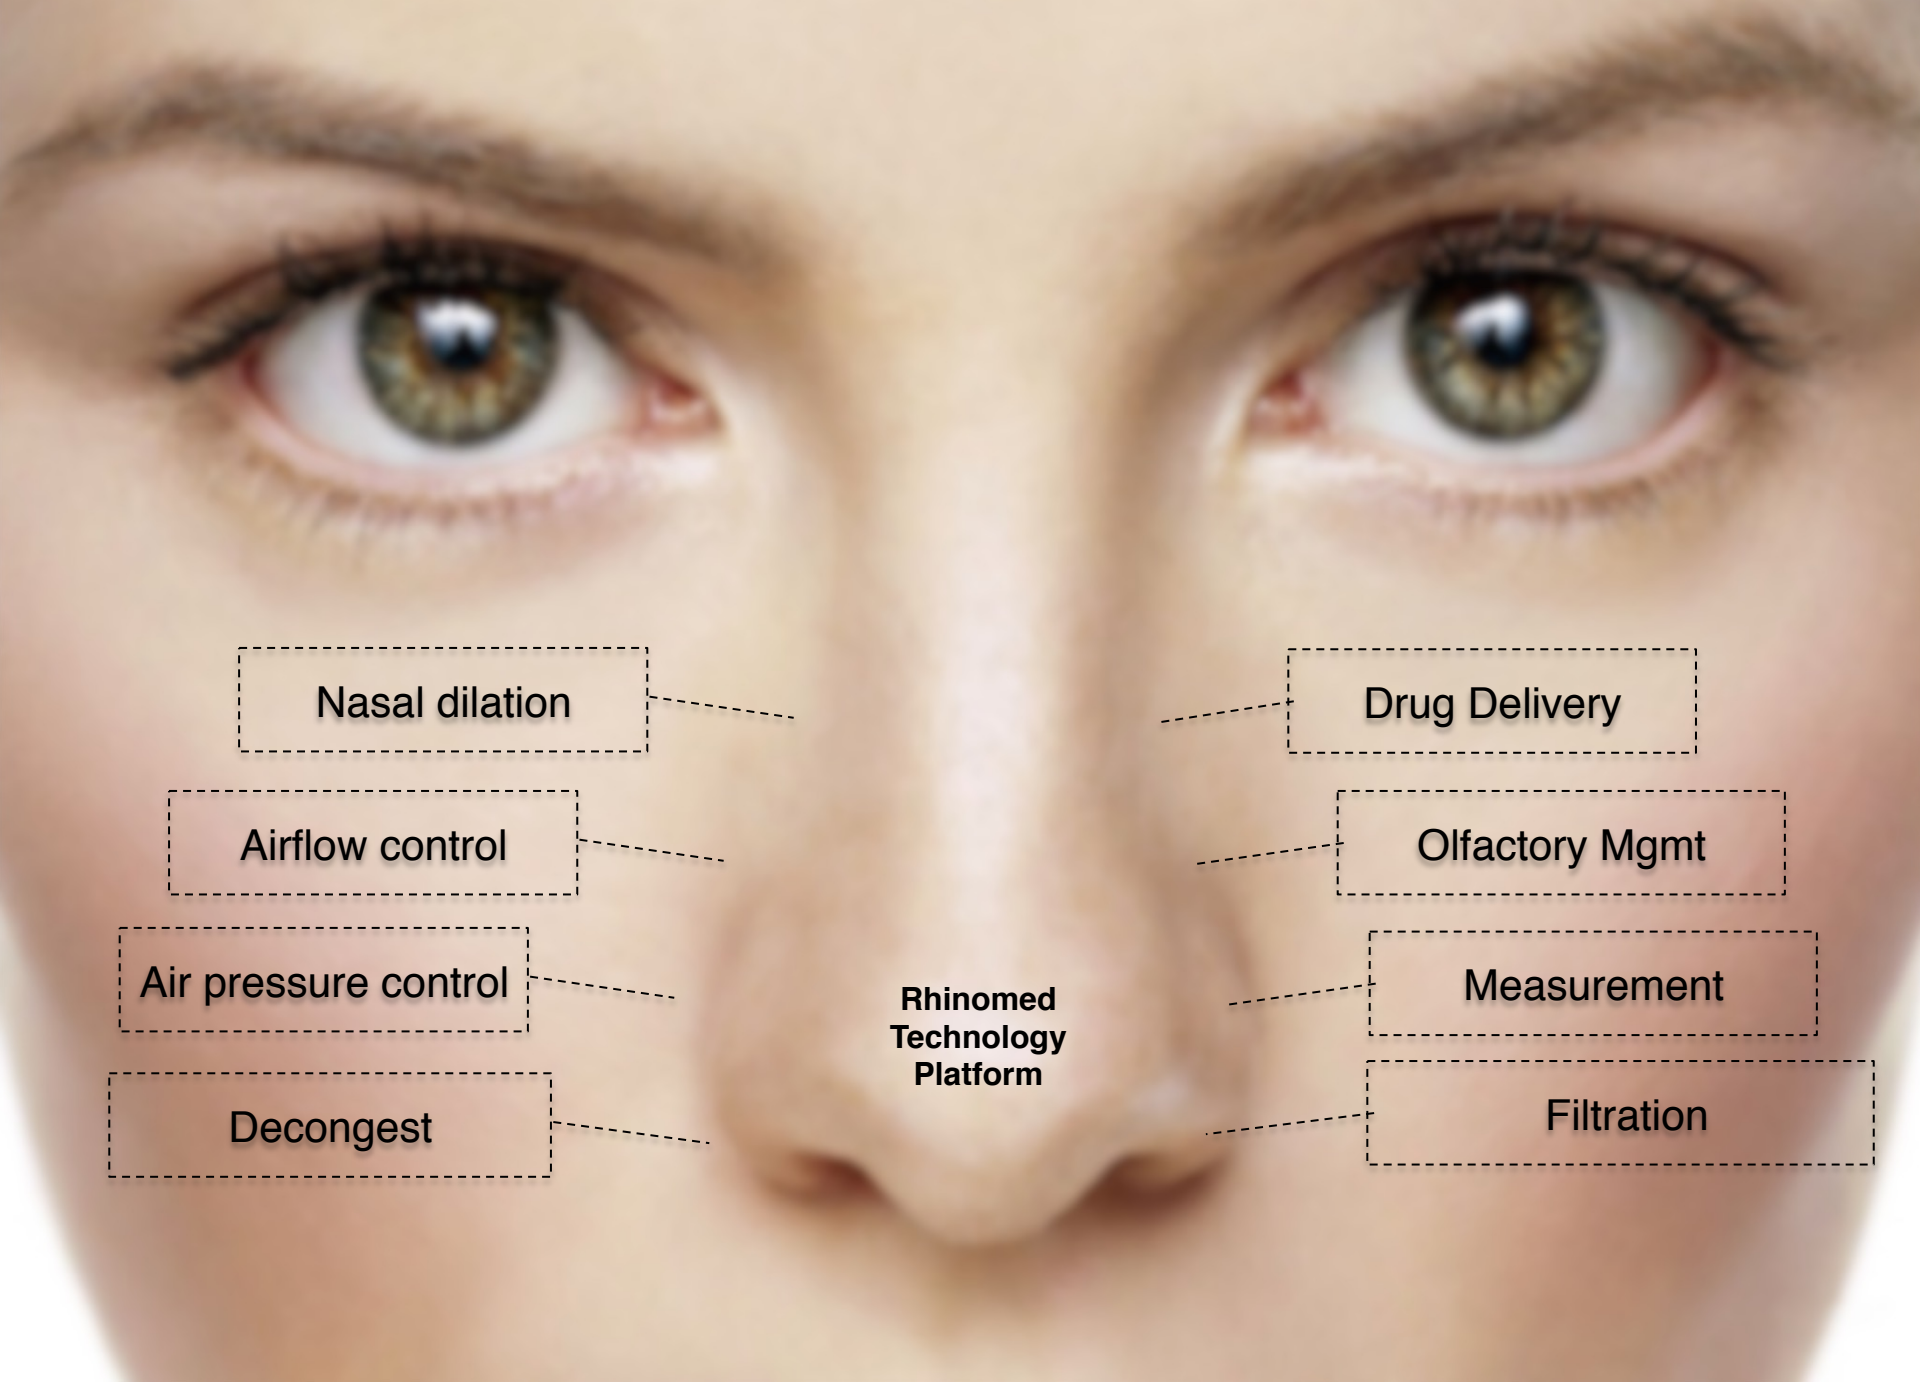 Nasal dilation
Airflow control
Air pressure control
Decongest
Rhinomed
Technology
Platform
Drug Delivery
Olfactory Mgmt
Measurement
Filtration